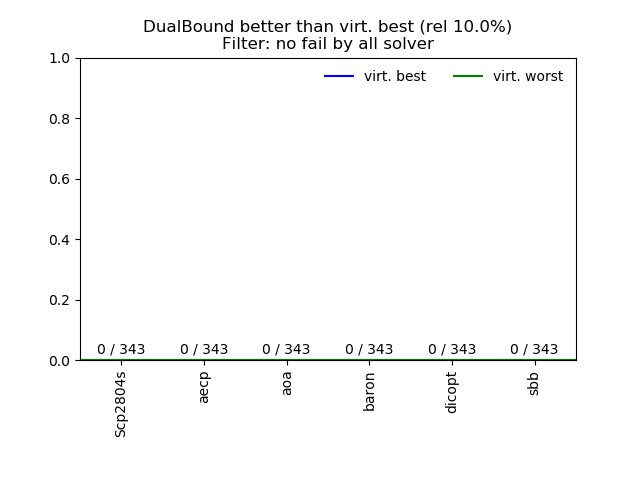 DualBound better than virt. best (rel 10.0%)
Filter: no fail by all solver
virt. best
virt. worst
1.0
0.8
0.6
0.4
0.2
0.0
0 / 343
0 / 343
0 / 343
0 / 343
0 / 343
0 / 343
Scp2804s
aecp
aoa
baron
dicopt
sbb